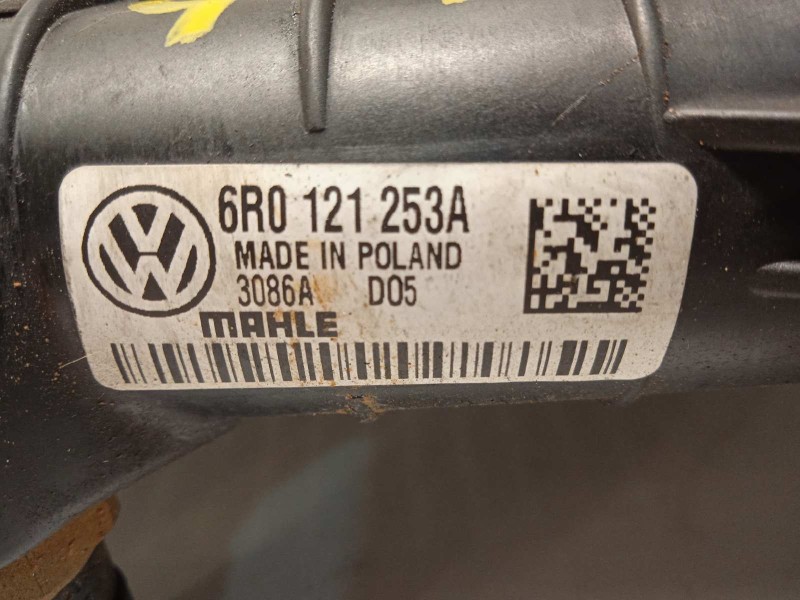 6R0 121 253A
MADE IN POLAND
3086A D05
MAHLE